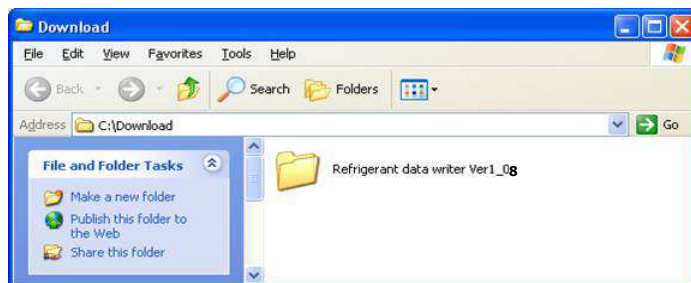 Download
File Edit View Favorites Tools Help
Back Search Folders
Address C:\Download Go
File and Folder Tasks
Refrigerant data writer Ver1_08
Make a new folder
Publish this folder to
the Web
Share this folder